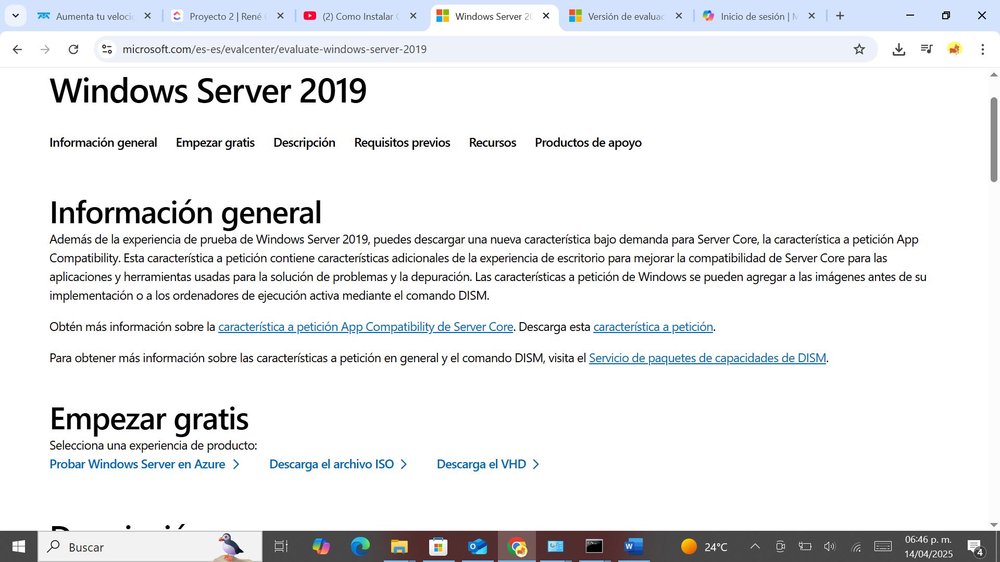 Aumenta tu veloci
Proyecto 2 | René
(2) Como Instalar
Windows Server 20
Versión de evaluac
Inicio de sesión |
microsoft.com/es-es/evalcenter/evaluate-windows-server-2019
Windows Server 2019
Información general Empezar gratis Descripción Requisitos previos Recursos Productos de apoyo
Información general
Además de la experiencia de prueba de Windows Server 2019, puedes descargar una nueva característica bajo demanda para Server Core, la característica a petición App
Compatibility. Esta característica a petición contiene características adicionales de la experiencia de escritorio para mejorar la compatibilidad de Server Core para las
aplicaciones y herramientas usadas para la solución de problemas y la depuración. Las características a petición de Windows se pueden agregar a las imágenes antes de su
implementación o a los ordenadores de ejecución activa mediante el comando DISM.
Obtén más información sobre la característica a petición App Compatibility de Server Core. Descarga esta característica a petición.
Para obtener más información sobre las características a petición en general y el comando DISM, visita el Servicio de paquetes de capacidades de DISM.
Empezar gratis
Selecciona una experiencia de producto:
Probar Windows Server en Azure Descarga el archivo ISO Descarga el VHD
Buscar
24°C
06:46 p. m.
14/04/2025
4